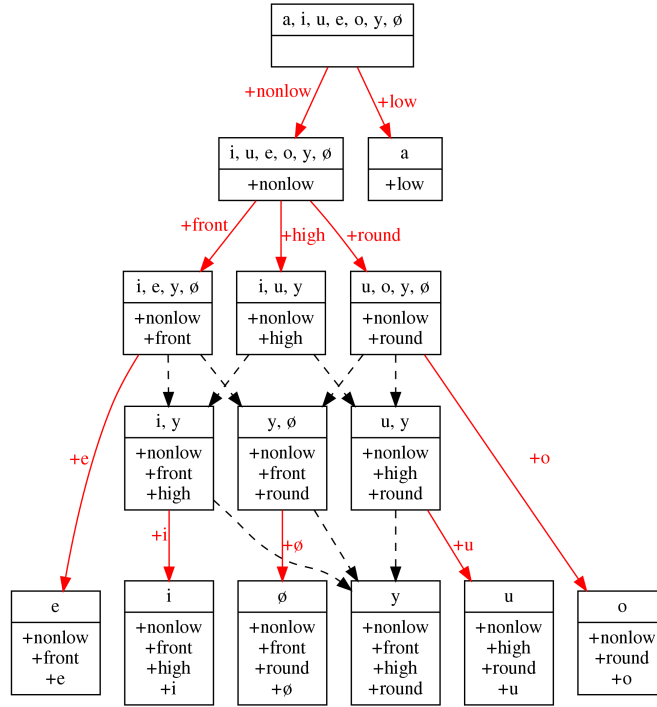 a, i, u, e, o, y, ø
+nonlow
+low
i, u, e, o, y, ø
+nonlow
a
+low
+front
+high
+round
i, e, y, ø
+nonlow
+front
i, u, y
+nonlow
+high
u, o, y, ø
+nonlow
+round
i, y
+nonlow
+front
+high
y, ø
+nonlow
+front
+round
u, y
+nonlow
+high
+round
+e
+i
+ø
+u
+o
e
+nonlow
+front
+e
i
+nonlow
+front
+high
+i
ø
+nonlow
+front
+round
+ø
y
+nonlow
+front
+high
+round
u
+nonlow
+high
+round
+u
o
+nonlow
+round
+o